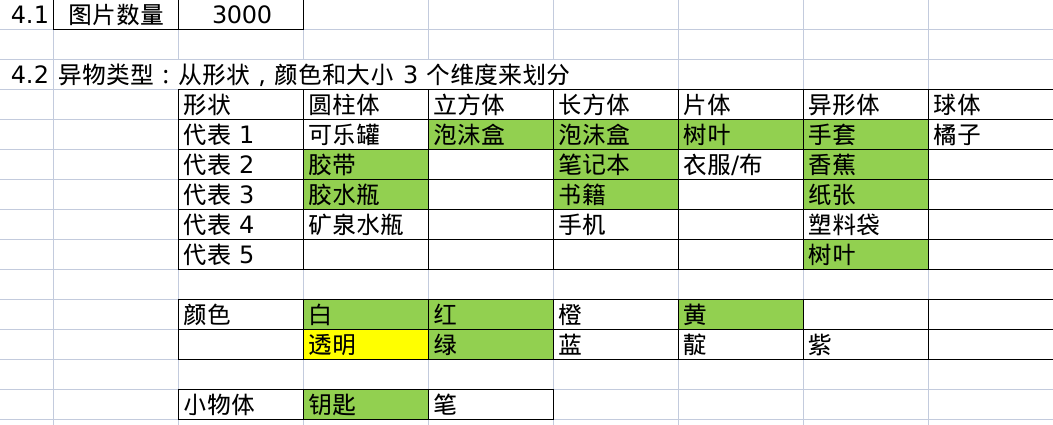 4.1 图片数量 3000
4.2 异物类型：从形状，颜色和大小 3 个维度来划分
形状 圆柱体 立方体 长方体 片体 异形体 球体
代表 1 可乐罐 泡沫盒 泡沫盒 树叶 手套 橘子
代表 2 胶带 笔记本 衣服/布 香蕉
代表 3 胶水瓶 书籍 纸张
代表 4 矿泉水瓶 手机 塑料袋
代表 5 树叶
颜色 白 红 橙 黄
透明 绿 蓝 靛 紫
小物体 钥匙 笔